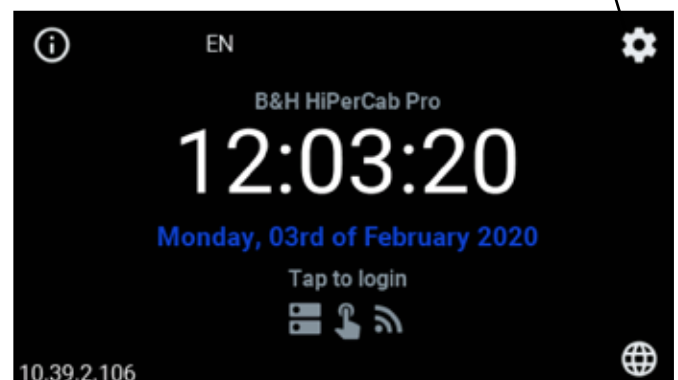 EN
B&H HiPerCab Pro
12:03:20
Monday, 03rd of February 2020
Tap to login
10.39.2.106